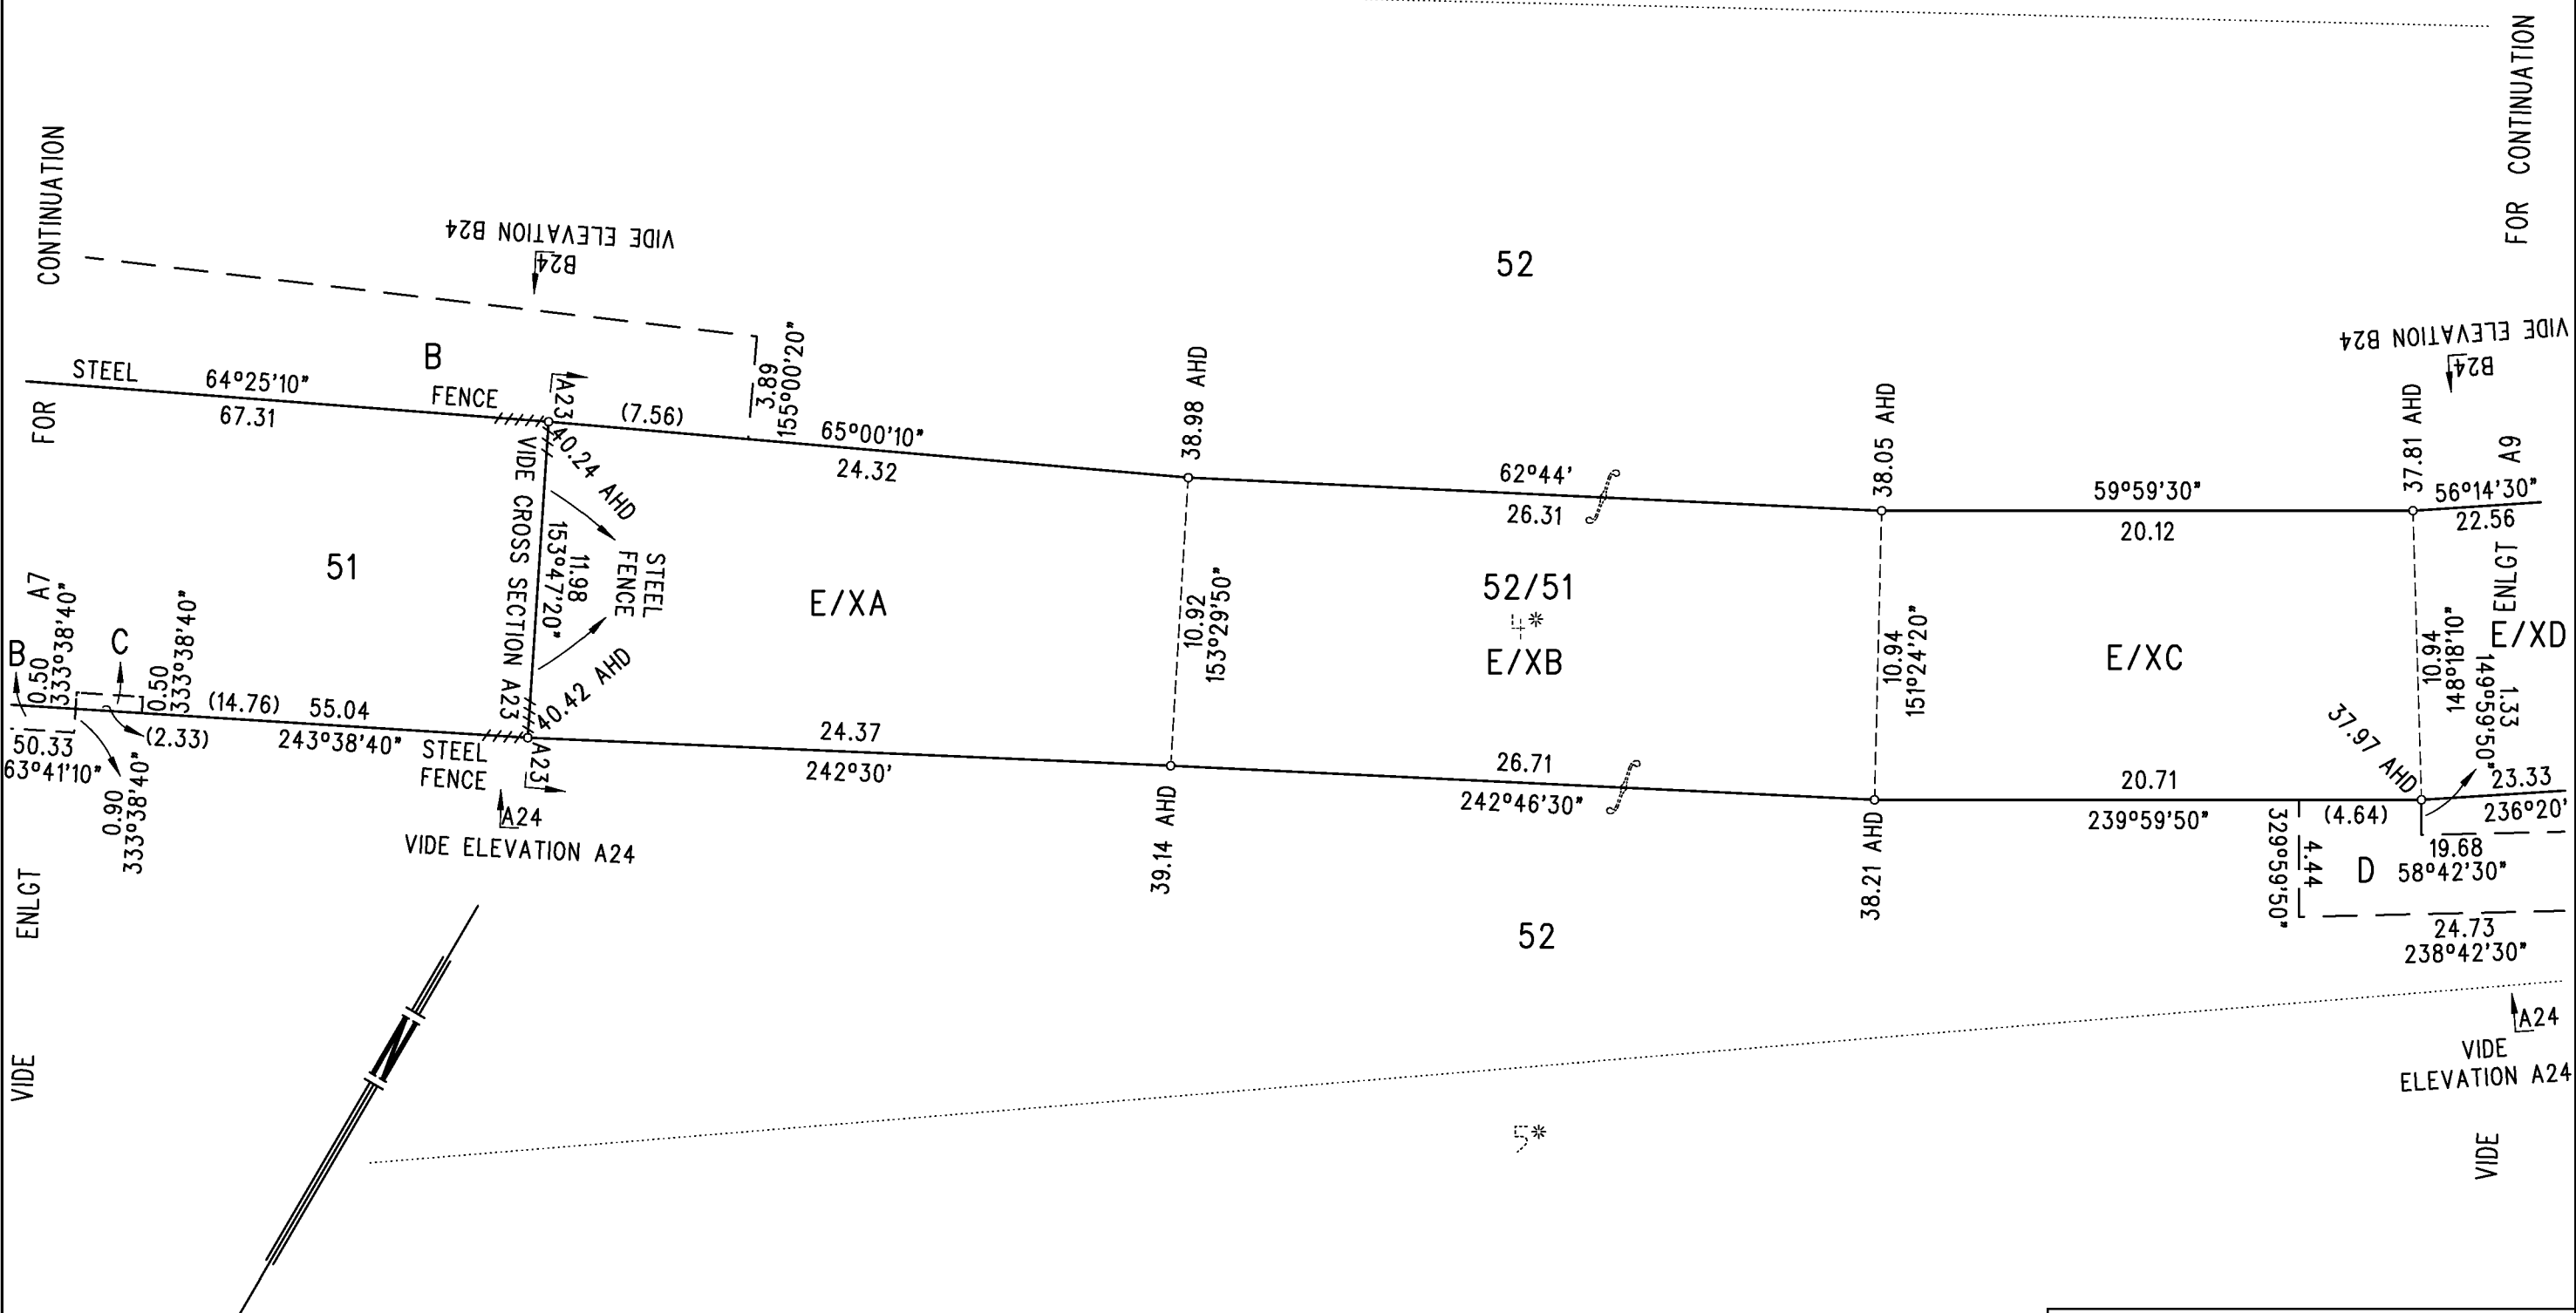 FOR CONTINUATION
VIDE ENLGT A7
FOR CONTINUATION
VIDE ENLGT A9
VIDE ELEVATION B24
B24
52
VIDE ELEVATION B24
B24
B
STEEL FENCE
64°25'10"
67.31
A23
(7.56)
3.89
155°00'20"
65°00'10"
24.32
38.98 AHD
62°44'
26.31
38.05 AHD
59°59'30"
20.12
37.81 AHD
56°14'30"
22.56
40.24 AHD
VIDE CROSS SECTION A23
11.98
153°47'20"
STEEL
FENCE
40.42 AHD
51
E/XA
10.92
153°29'50"
52/51
4*
E/XB
10.94
151°24'20"
E/XC
10.94
148°18'10"
E/XD
1.33
149°59'50"
B
0.50
333°38'40"
C
0.50
333°38'40"
(14.76)
55.04
243°38'40"
(2.33)
50.33
63°41'10"
0.90
333°38'40"
STEEL
FENCE
A23
A24
VIDE ELEVATION A24
24.37
242°30'
39.14 AHD
26.71
242°46'30"
38.21 AHD
20.71
239°59'50"
37.97 AHD
(4.64)
23.33
236°20'
4.44
329°59'50"
D
19.68
58°42'30"
24.73
238°42'30"
52
A24
VIDE
ELEVATION A24
5*
N